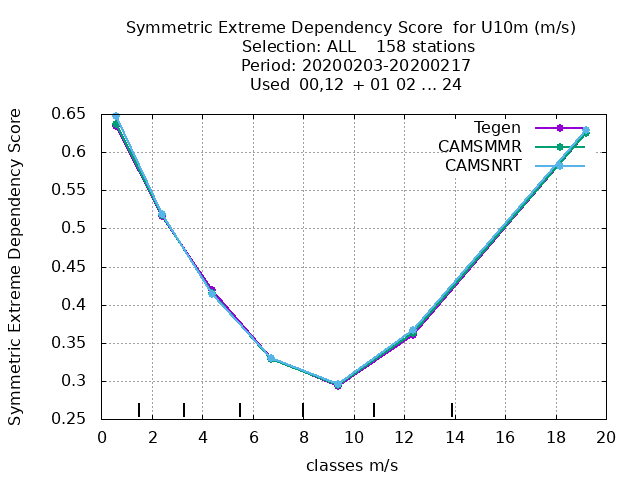 Symmetric Extreme Dependency Score  for U10m (m/s)
Selection: ALL    158 stations
Period: 20200203-20200217
Used  00,12  + 01 02 ... 24
Symmetric Extreme Dependency Score
0.65
0.6
0.55
0.5
0.45
0.4
0.35
0.3
0.25
Tegen
CAMSMMR
CAMSNRT
0 2 4 6 8 10 12 14 16 18 20
classes m/s